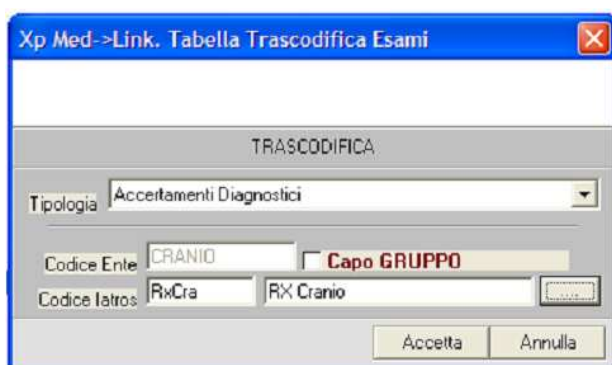 Xp Med->Link. Tabella Trascodifica Esami
TRASCODIFICA
Tipologia Accertamenti Diagnostici
Codice Ente CRANIO Capo GRUPPO
Codice Iatros RxCra RX Cranio ....
Accetta Annulla